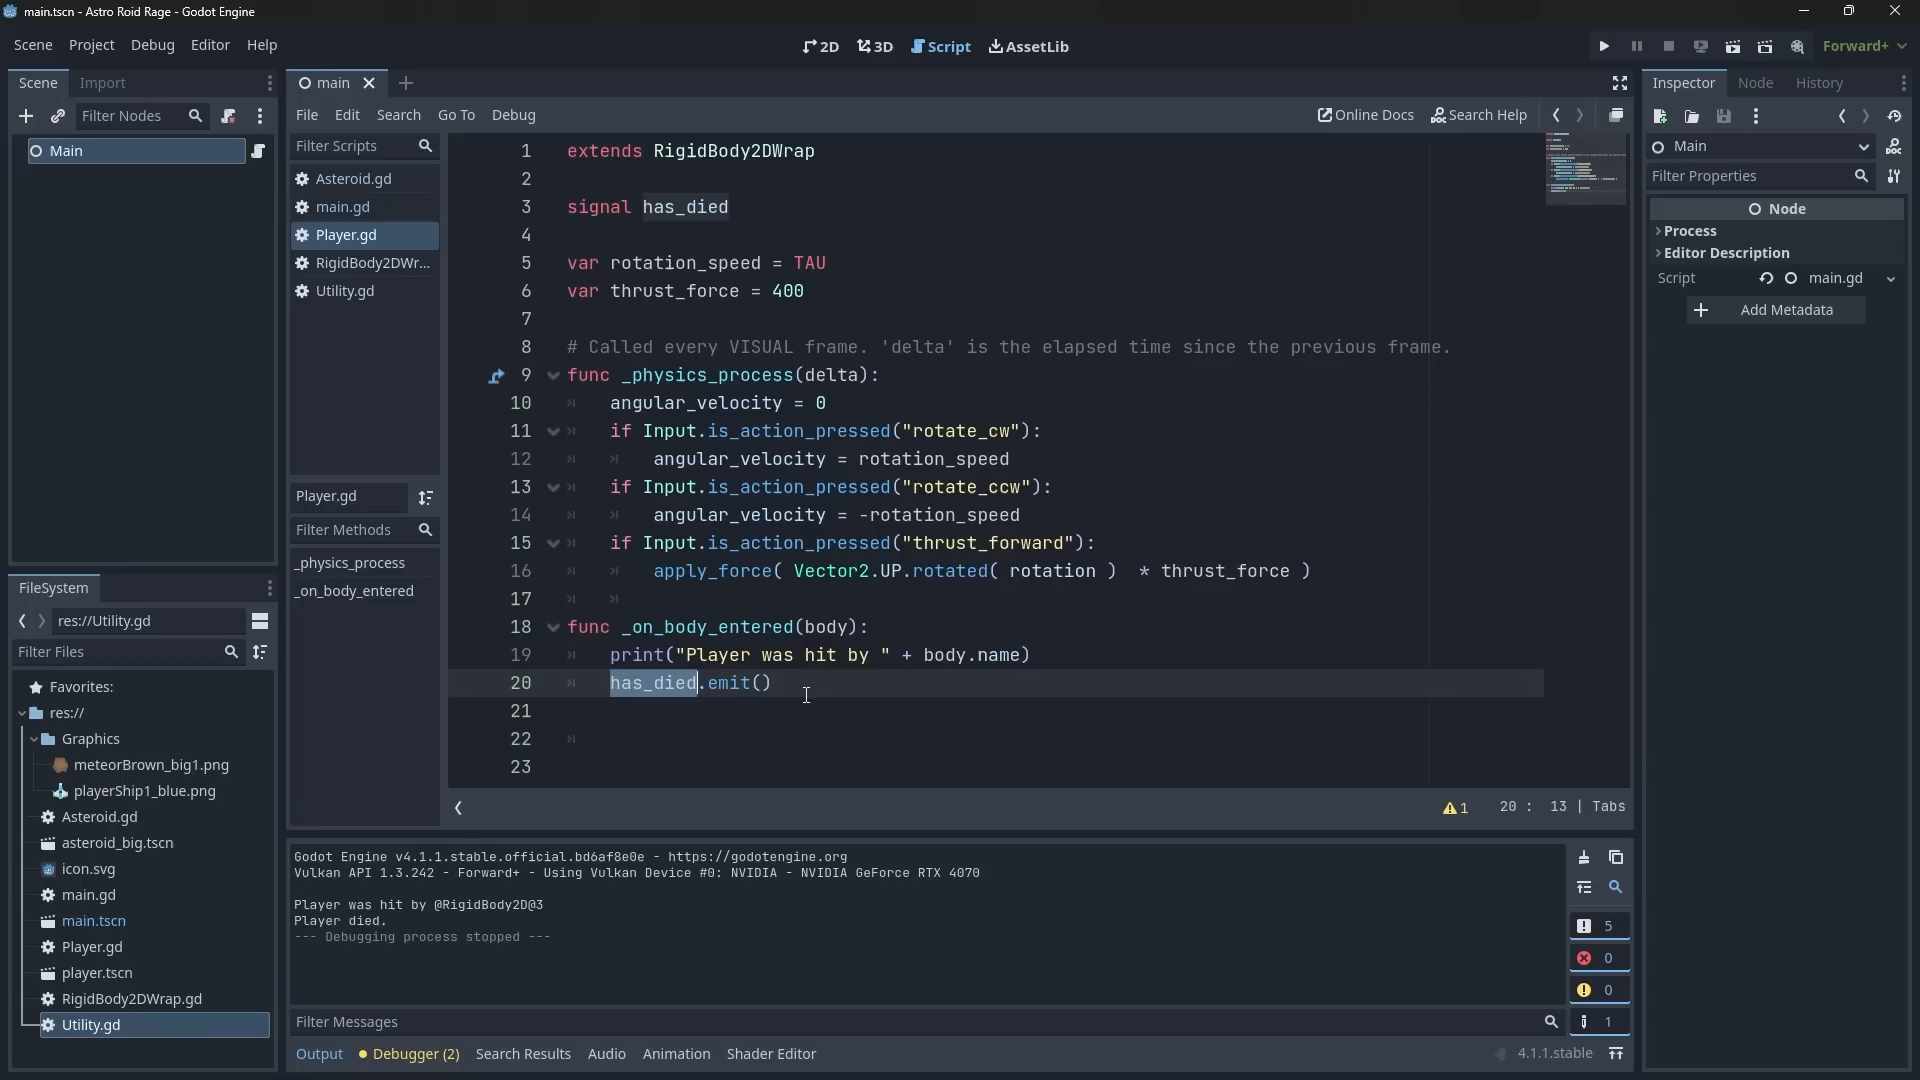 main.tscn - Astro Roid Rage - Godot Engine
Scene Project Debug Editor Help
2D 3D Script AssetLib
Forward+
Scene Import
Filter Nodes
Main
FileSystem
res://Utility.gd
Filter Files
Favorites:
res://
Graphics
meteorBrown_big1.png
playerShip1_blue.png
Asteroid.gd
asteroid_big.tscn
icon.svg
main.gd
main.tscn
Player.gd
player.tscn
RigidBody2DWrap.gd
Utility.gd
main
File Edit Search Go To Debug
Online Docs Search Help
Filter Scripts
Asteroid.gd
main.gd
Player.gd
RigidBody2DWr...
Utility.gd
Player.gd
Filter Methods
_physics_process
_on_body_entered
1 extends RigidBody2DWrap
2
3 signal has_died
4
5 var rotation_speed = TAU
6 var thrust_force = 400
7
8 # Called every VISUAL frame. 'delta' is the elapsed time since the previous frame.
9 func _physics_process(delta):
10 angular_velocity = 0
11 if Input.is_action_pressed("rotate_cw"):
12 angular_velocity = rotation_speed
13 if Input.is_action_pressed("rotate_ccw"):
14 angular_velocity = -rotation_speed
15 if Input.is_action_pressed("thrust_forward"):
16 apply_force( Vector2.UP.rotated( rotation ) * thrust_force )
17
18 func _on_body_entered(body):
19 print("Player was hit by " + body.name)
20 has_died.emit()
21
22
23
1 20 : 13 | Tabs
Godot Engine v4.1.1.stable.official.bd6af8e0e - https://godotengine.org
Vulkan API 1.3.242 - Forward+ - Using Vulkan Device #0: NVIDIA - NVIDIA GeForce RTX 4070
Player was hit by @RigidBody2D@3
Player died.
--- Debugging process stopped ---
5
0
0
1
Filter Messages
Output Debugger (2) Search Results Audio Animation Shader Editor
4.1.1.stable
Inspector Node History
Main
Filter Properties
Node
Process
Editor Description
Script main.gd
Add Metadata